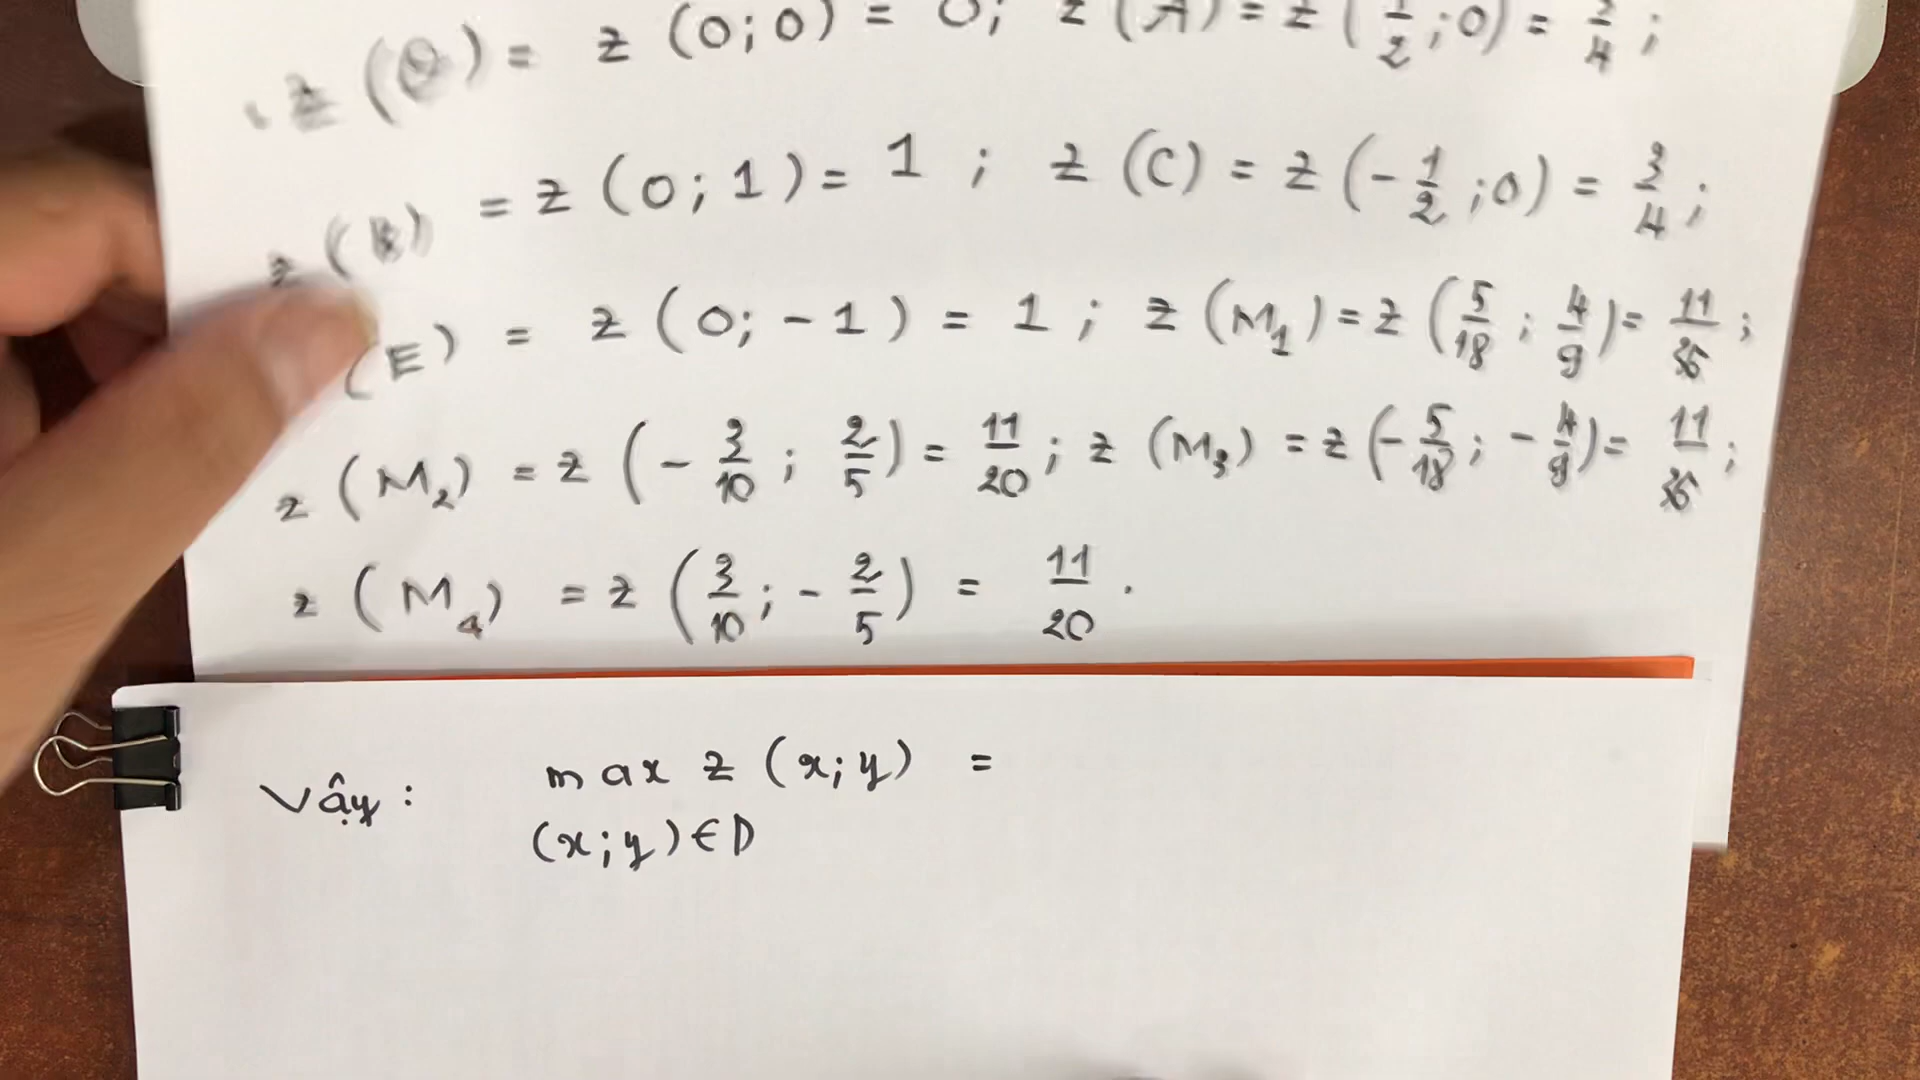 z (O) = z (0; 0) = 0; z (A) = z (1/2; 0) = 3/4;
z (B) = z (0; 1) = 1; z (C) = z (-1/2; 0) = 3/4;
(E) = z (0; -1) = 1; z (M₁) = z (5/18; 4/9) = 11/36;
z (M₂) = z (-3/10; 2/5) = 11/20; z (M₃) = z (-5/18; -4/9) = 11/36;
z (M₄) = z (3/10; -2/5) = 11/20.
Vậy: max z (x; y) =
(x; y) ∈ D